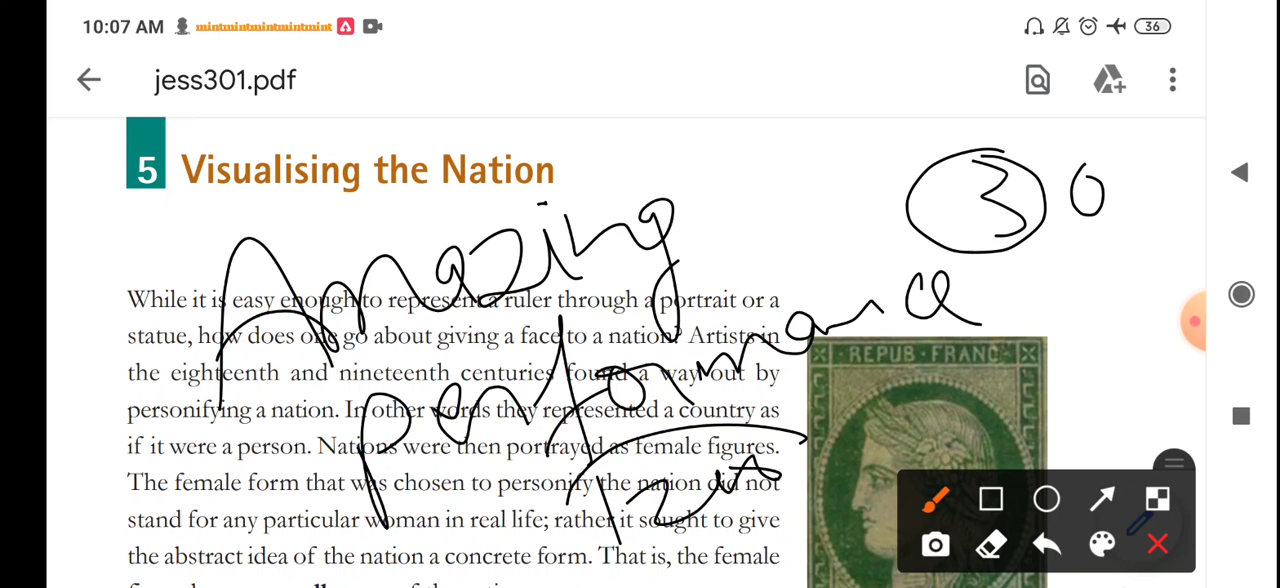 10:07 AM mintmintmintmintmint 36
jess301.pdf
5 Visualising the Nation
30
Amazing
performance
While it is easy enough to represent a ruler through a portrait or a
statue, how does one go about giving a face to a nation? Artists in
the eighteenth and nineteenth centuries found a way out by
personifying a nation. In other words they represented a country as
if it were a person. Nations were then portrayed as female figures.
The female form that was chosen to personify the nation did not
stand for any particular woman in real life; rather it sought to give
the abstract idea of the nation a concrete form. That is, the female
REPUB FRANC